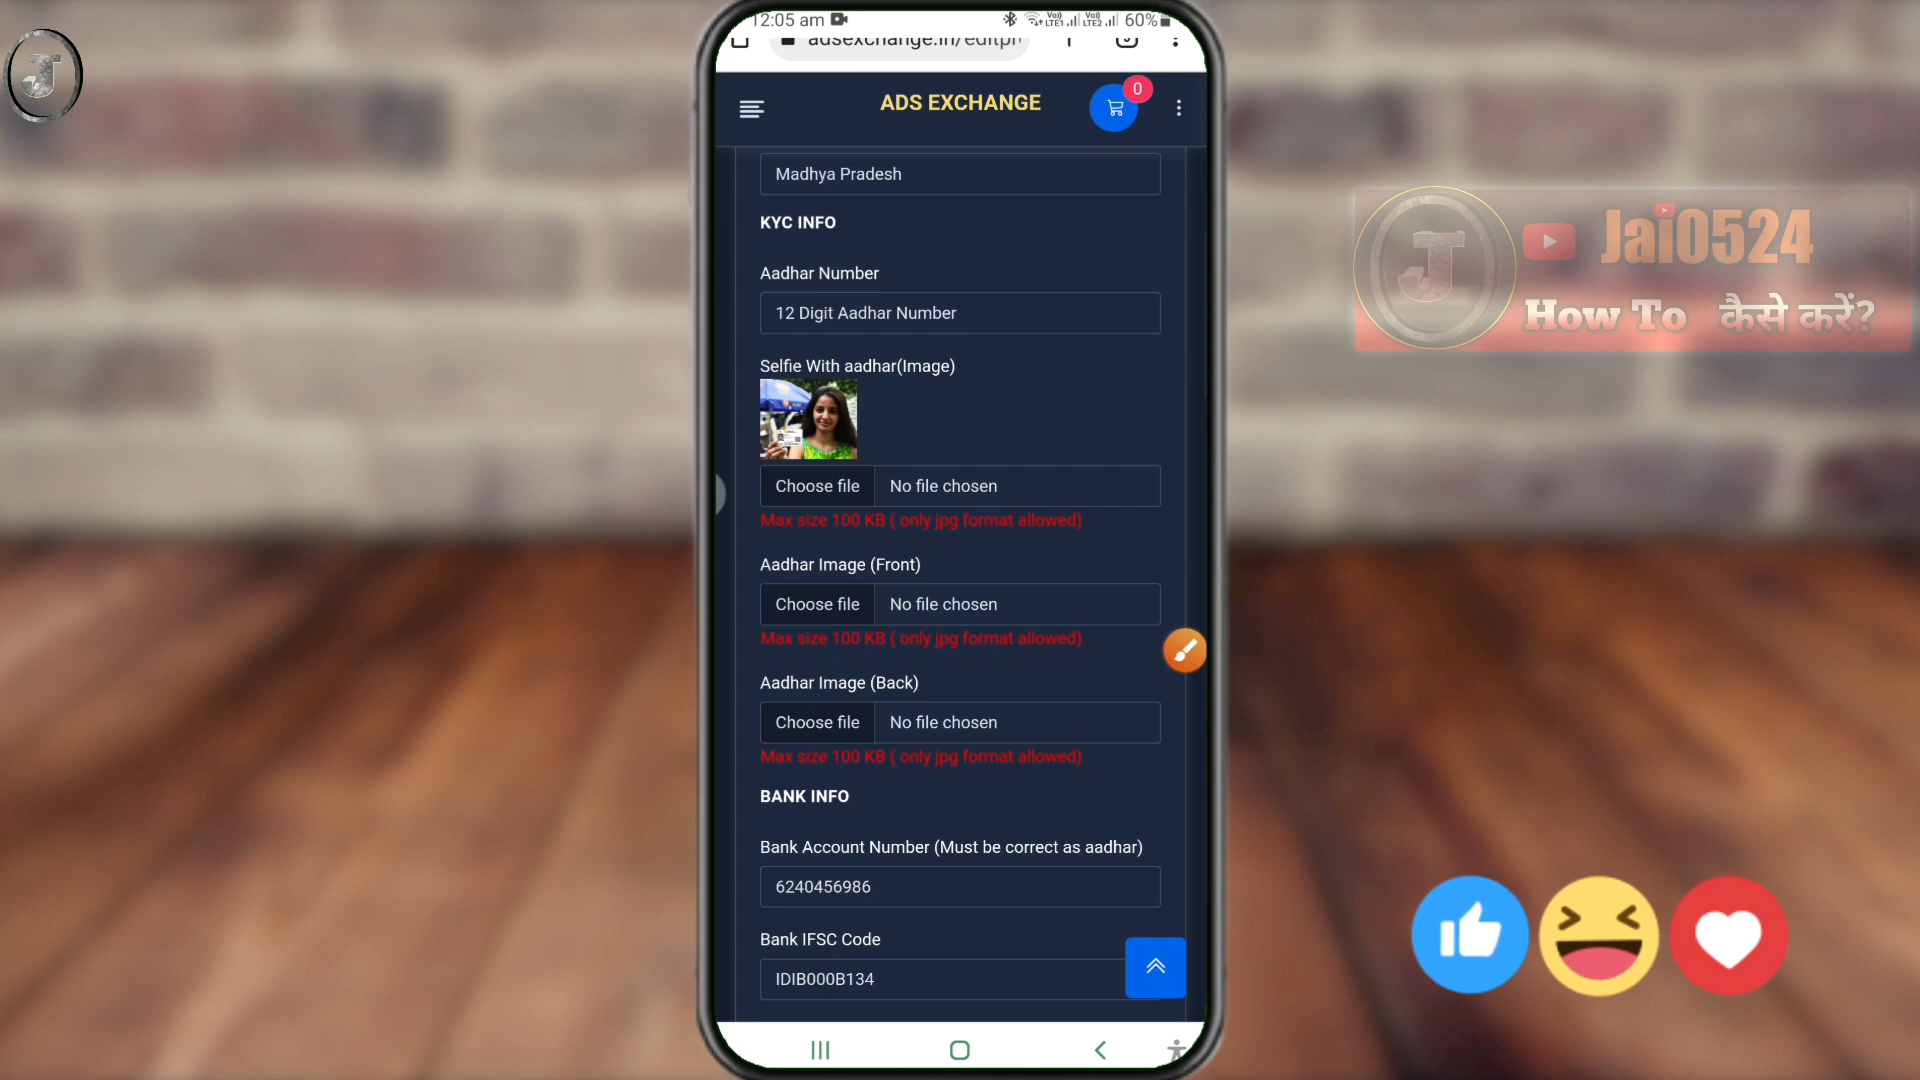 12:05 am
60%
adsexchange.in/editpr
ADS EXCHANGE
0
Madhya Pradesh
KYC INFO
Aadhar Number
12 Digit Aadhar Number
Selfie With aadhar(Image)
Choose file No file chosen
Max size 100 KB ( only jpg format allowed)
Aadhar Image (Front)
Choose file No file chosen
Max size 100 KB ( only jpg format allowed)
Aadhar Image (Back)
Choose file No file chosen
Max size 100 KB ( only jpg format allowed)
BANK INFO
Bank Account Number (Must be correct as aadhar)
6240456986
Bank IFSC Code
IDIB000B134
J
J
Jai0524
How To कैसे करें?